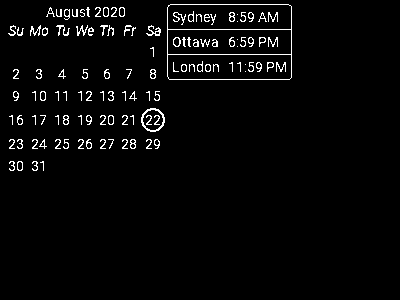 August 2020
Su Mo Tu We Th Fr Sa
1
2 3 4 5 6 7 8
9 10 11 12 13 14 15
16 17 18 19 20 21 22
23 24 25 26 27 28 29
30 31
Sydney 8:59 AM
Ottawa 6:59 PM
London 11:59 PM